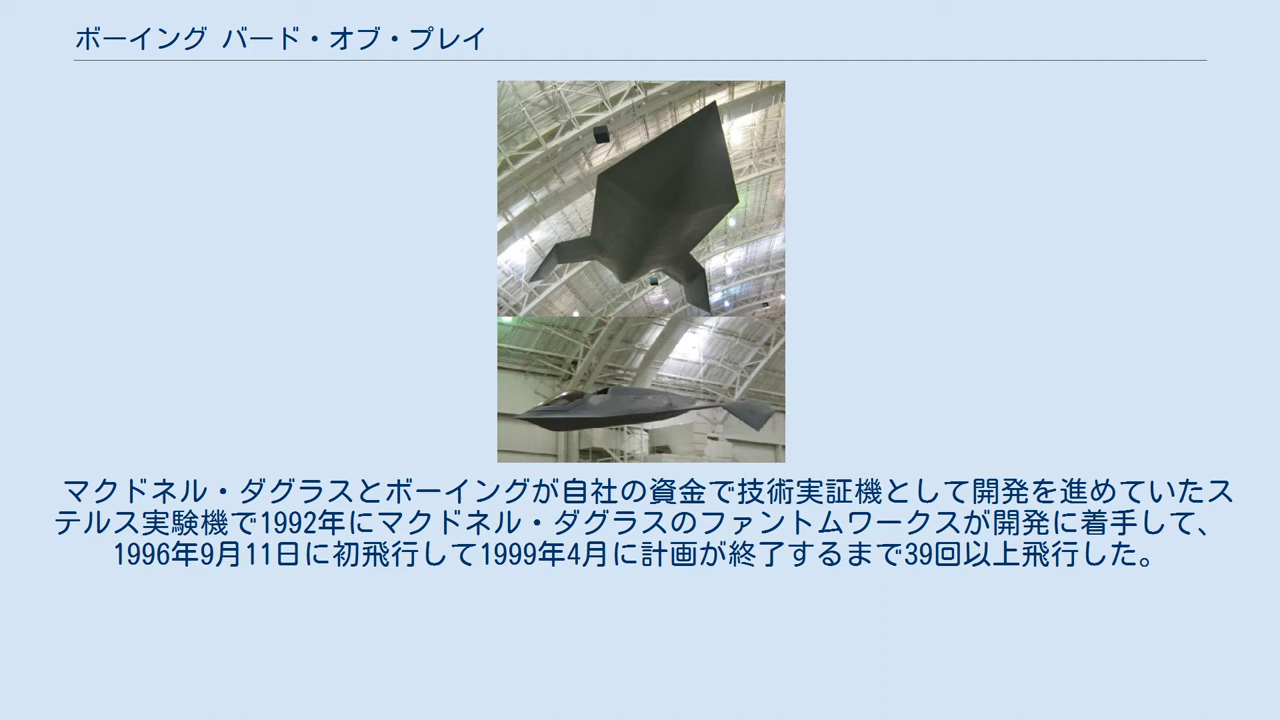 ボーイング バード・オブ・プレイ
マクドネル・ダグラスとボーイングが自社の資金で技術実証機として開発を進めていたス
テルス実験機で1992年にマクドネル・ダグラスのファントムワークスが開発に着手して、
1996年9月11日に初飛行して1999年4月に計画が終了するまで39回以上飛行した。